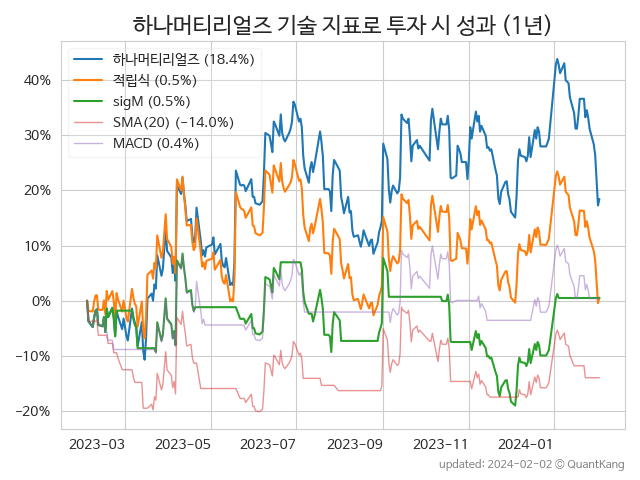 하나머티리얼즈 기술 지표로 투자 시 성과 (1년)
하나머티리얼즈 (18.4%)
적립식 (0.5%)
sigM (0.5%)
SMA(20) (−14.0%)
MACD (0.4%)
40%
30%
20%
10%
0%
−10%
−20%
2023-03 2023-05 2023-07 2023-09 2023-11 2024-01
updated: 2024-02-02 © QuantKang